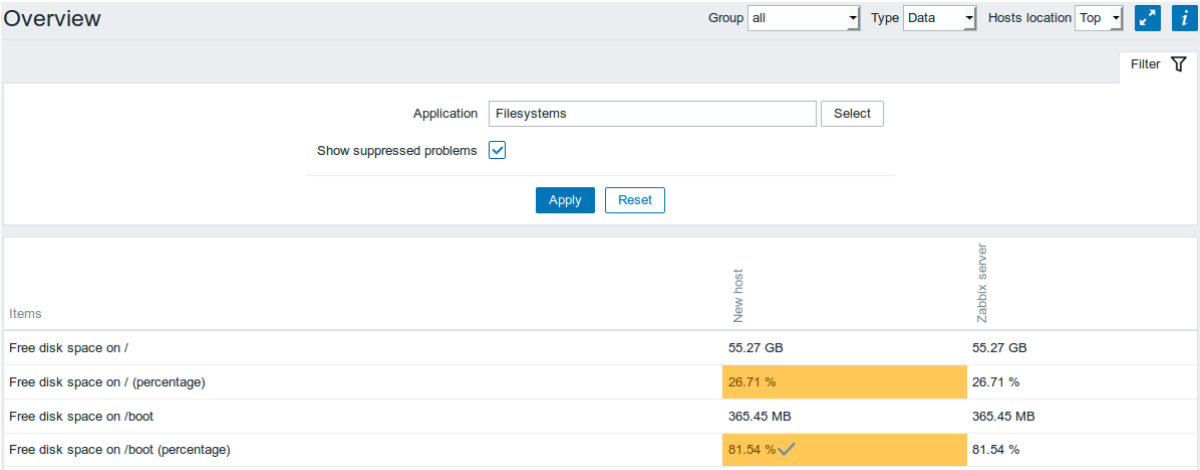 Overview
Group all Type Data Hosts location Top i
Filter
Application Filesystems Select
Show suppressed problems
Apply Reset
Items New host Zabbix server
Free disk space on / 55.27 GB 55.27 GB
Free disk space on / (percentage) 26.71 % 26.71 %
Free disk space on /boot 365.45 MB 365.45 MB
Free disk space on /boot (percentage) 81.54 % 81.54 %